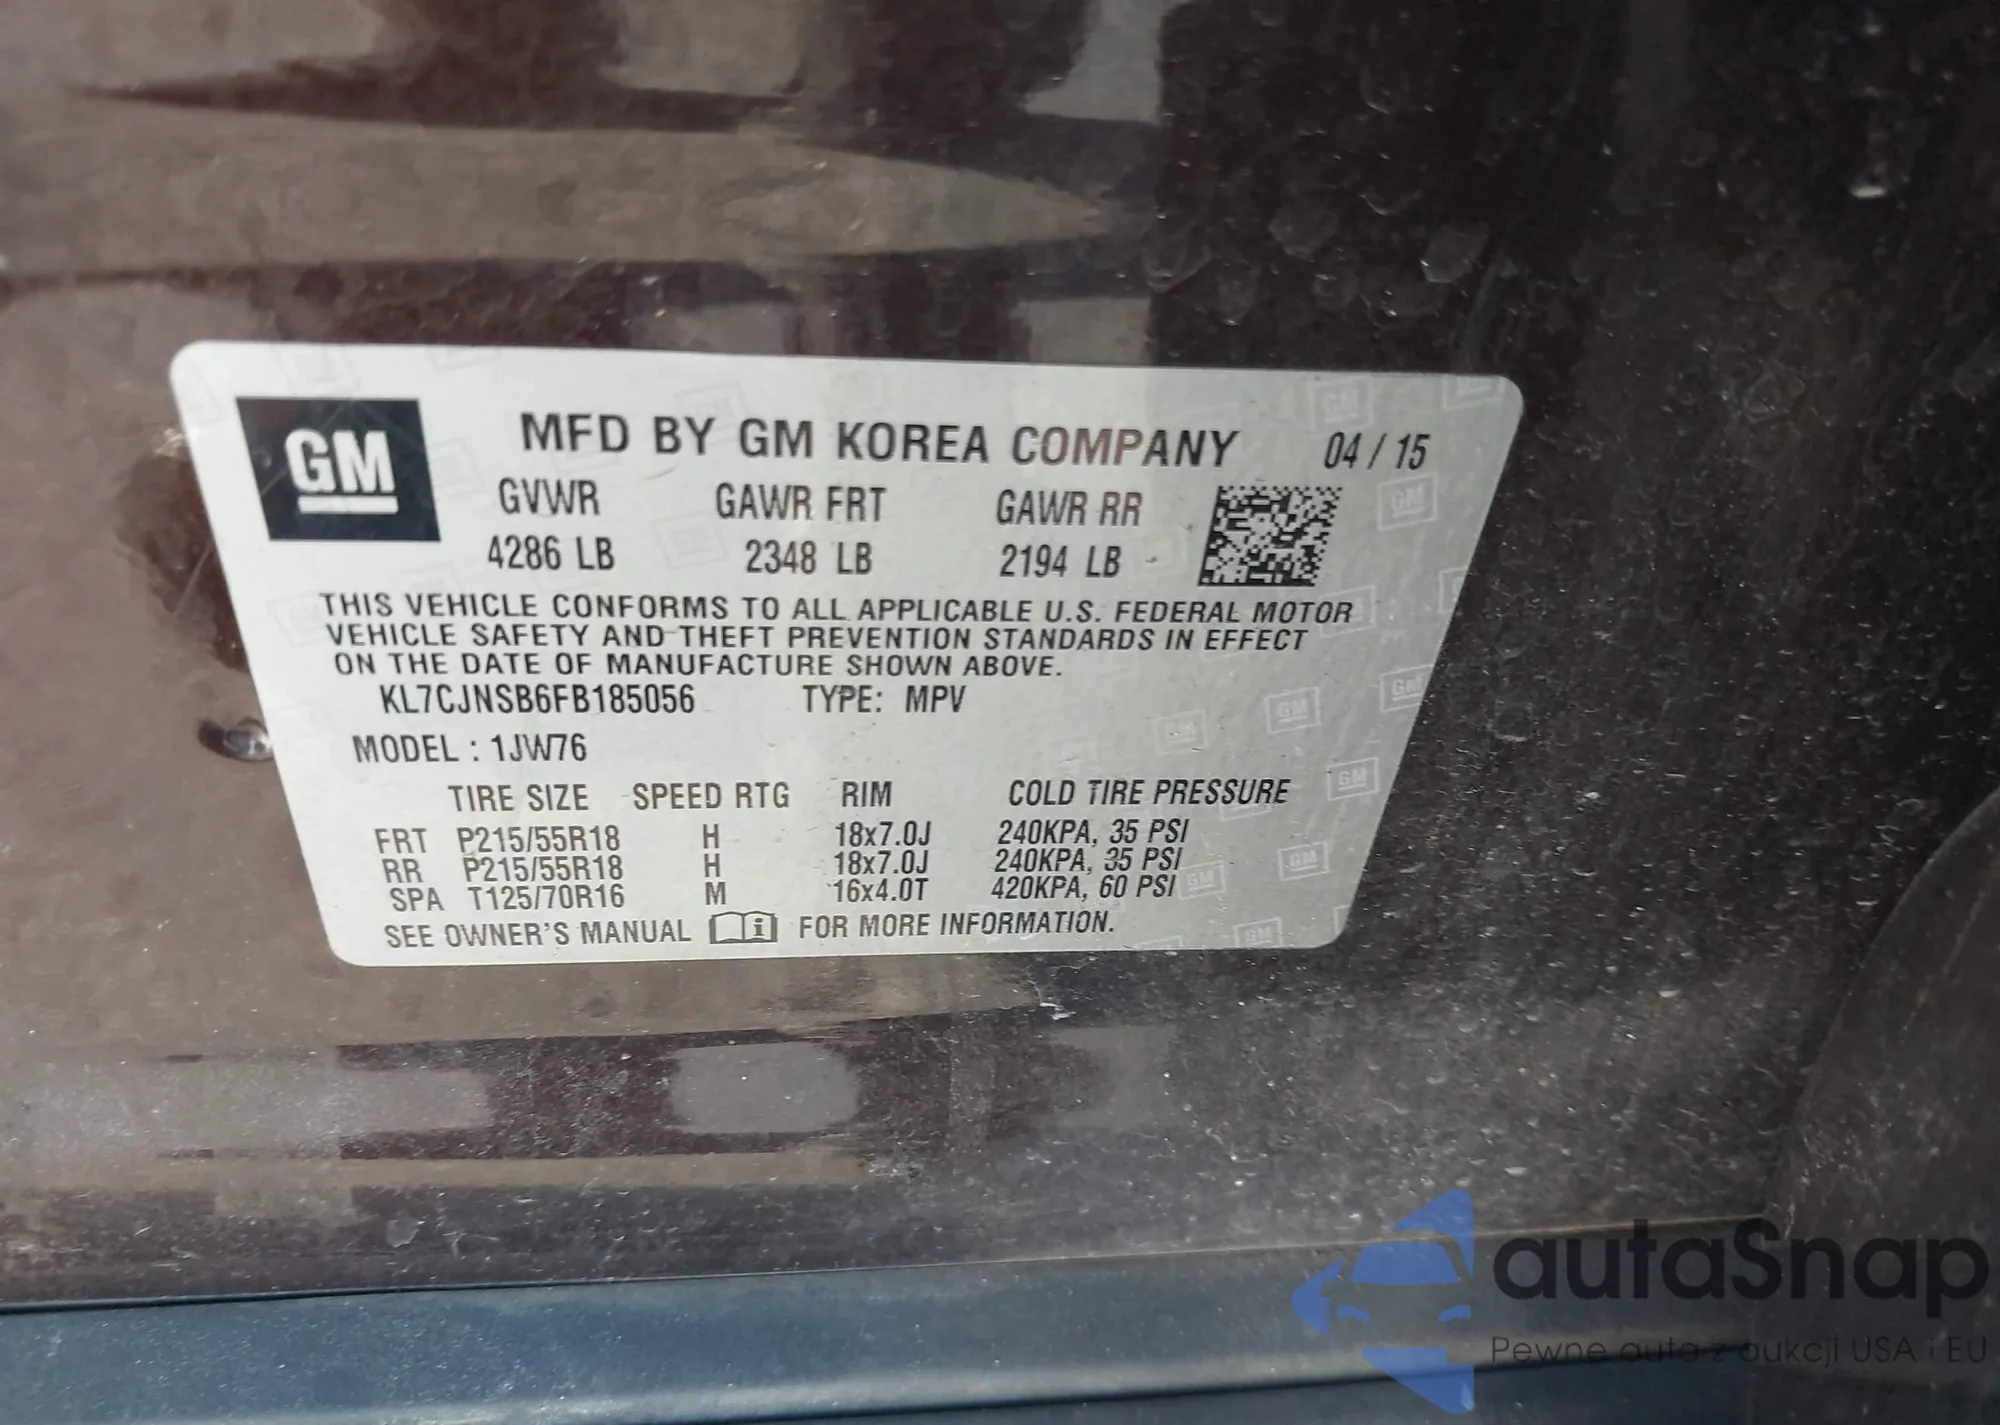 GM
MFD BY GM KOREA COMPANY 04 / 15
GVWR GAWR FRT GAWR RR
4286 LB 2348 LB 2194 LB
THIS VEHICLE CONFORMS TO ALL APPLICABLE U.S. FEDERAL MOTOR
VEHICLE SAFETY AND THEFT PREVENTION STANDARDS IN EFFECT
ON THE DATE OF MANUFACTURE SHOWN ABOVE.
KL7CJNSB6FB185056 TYPE: MPV
MODEL : 1JW76
TIRE SIZE SPEED RTG RIM COLD TIRE PRESSURE
FRT P215/55R18 H 18x7.0J 240KPA, 35 PSI
RR P215/55R18 H 18x7.0J 240KPA, 35 PSI
SPA T125/70R16 M 16x4.0T 420KPA, 60 PSI
SEE OWNER'S MANUAL FOR MORE INFORMATION.
autaSnap
Pewne auta z aukcji USA i EU